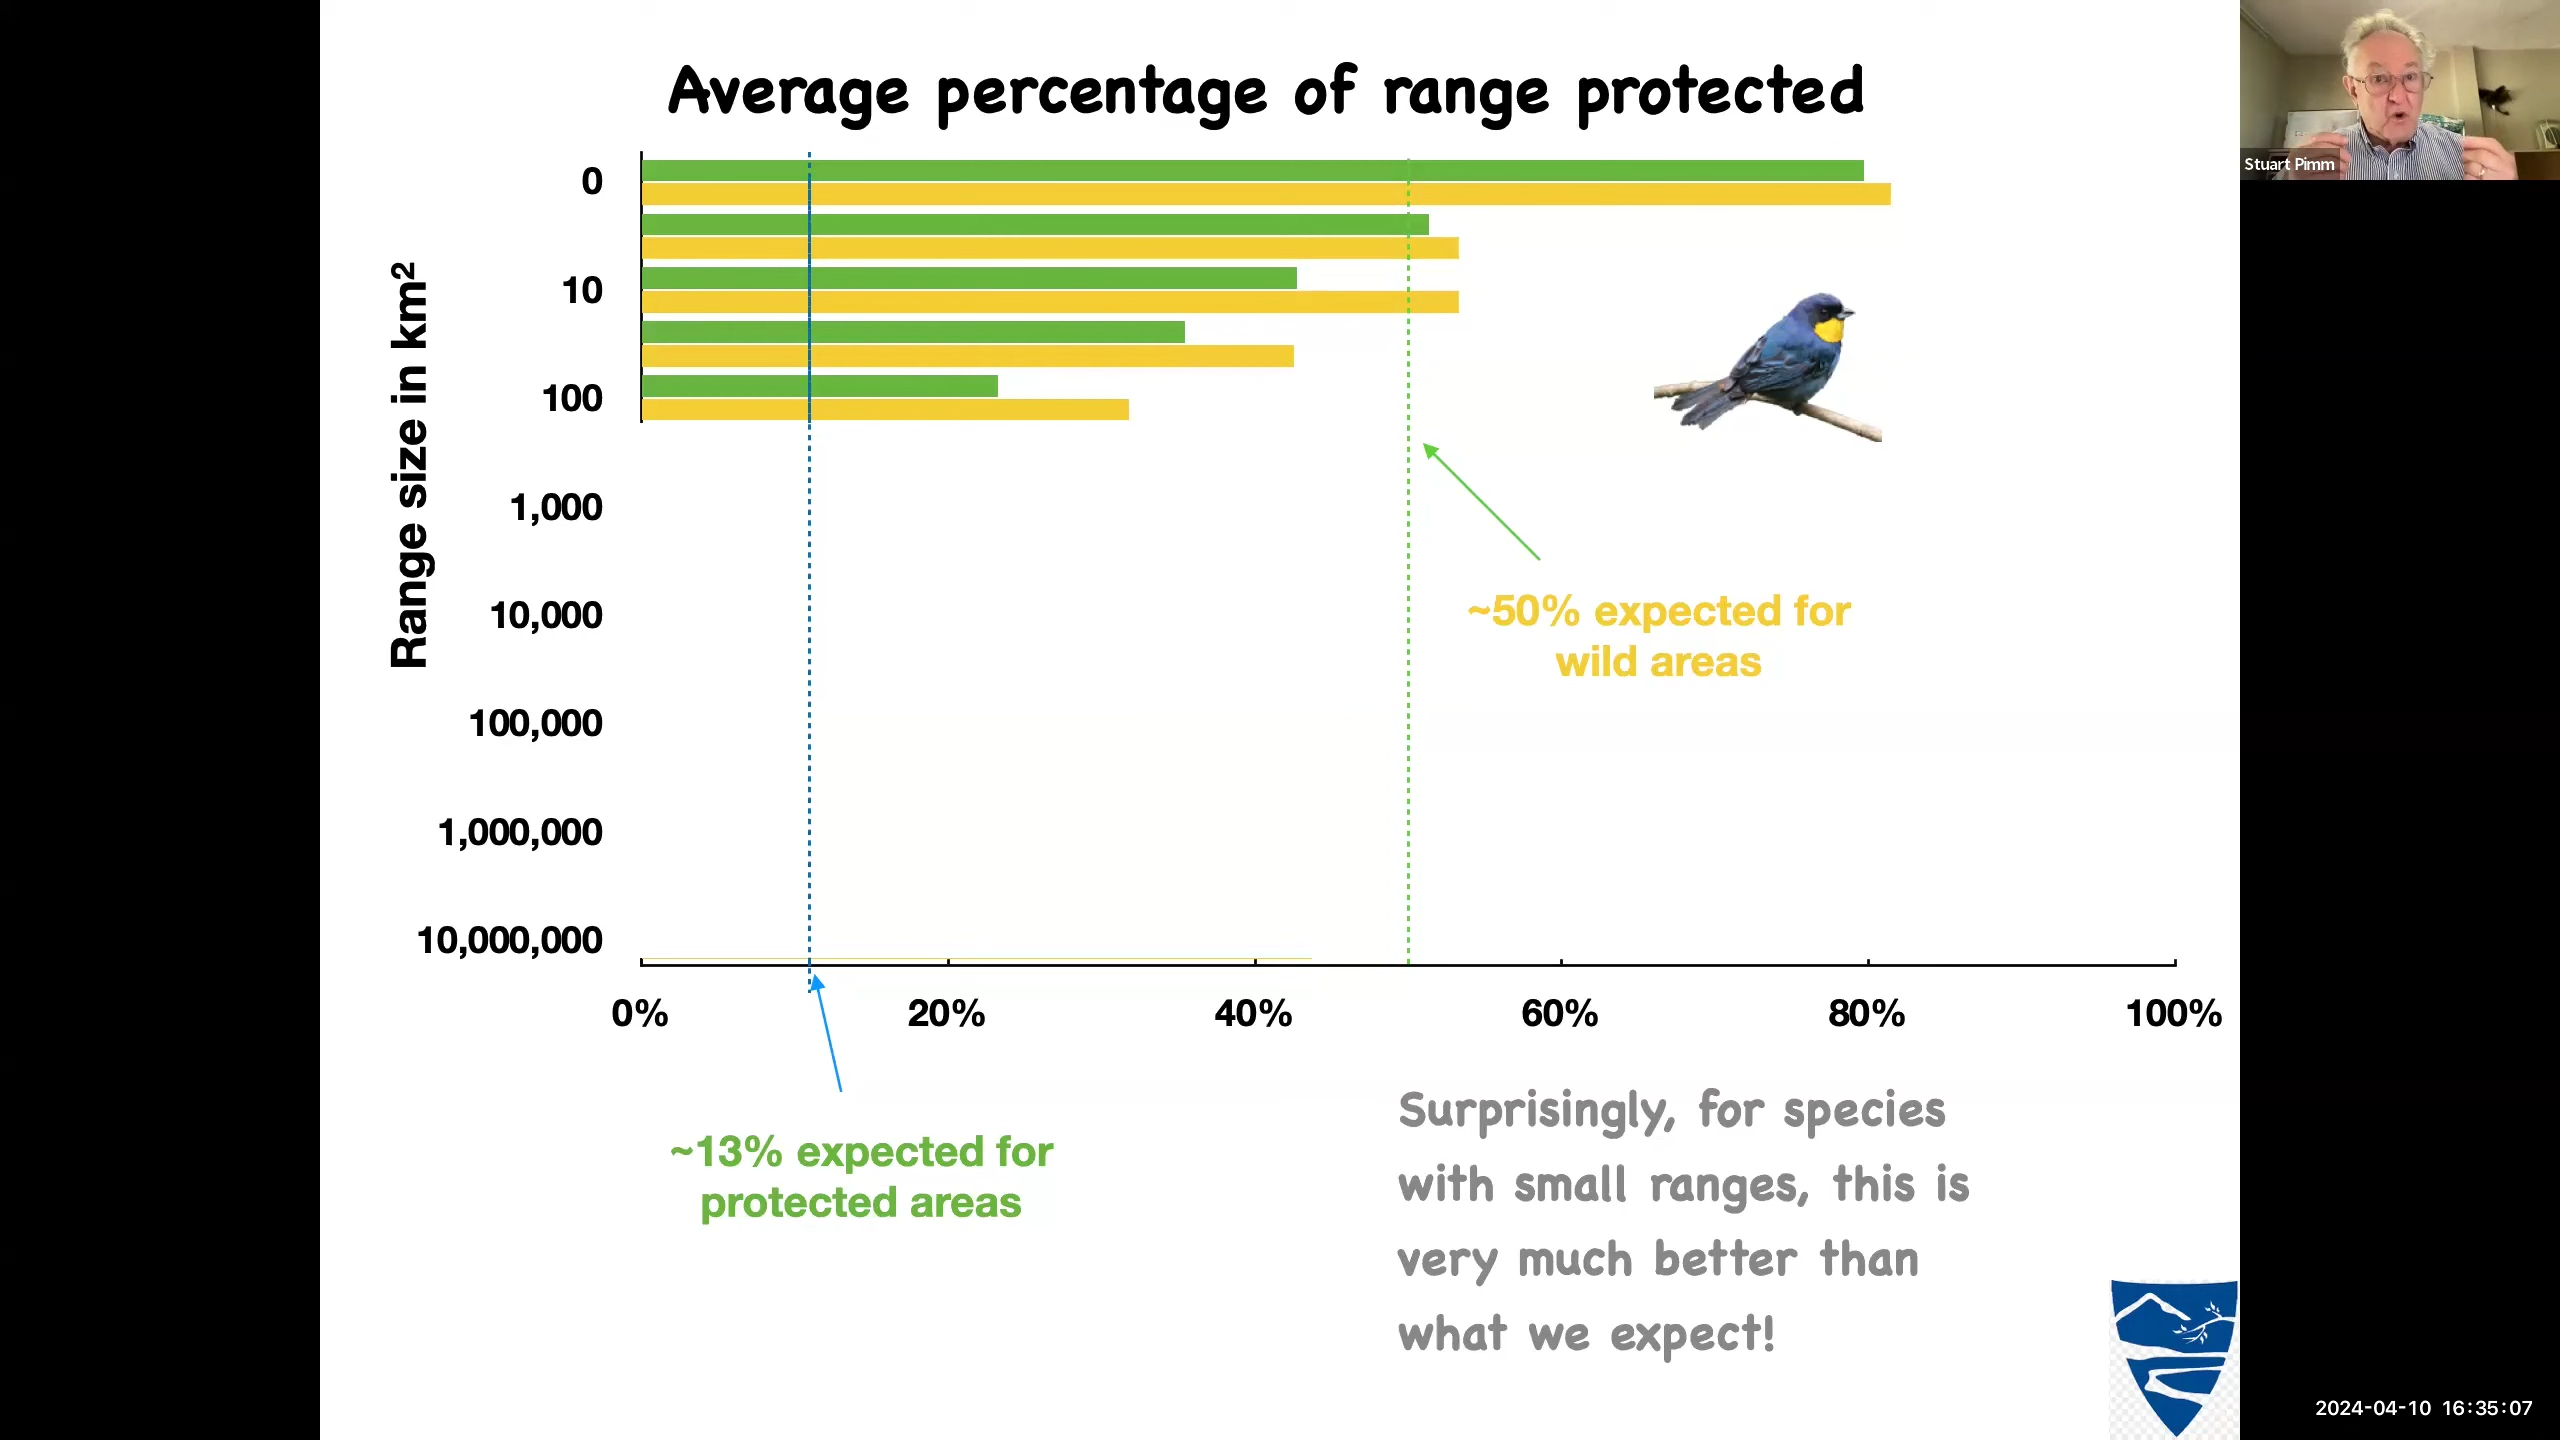 Average percentage of range protected
Stuart Pimm
Range size in km²
0
10
100
1,000
10,000
100,000
1,000,000
10,000,000
~50% expected for
wild areas
0% 20% 40% 60% 80% 100%
~13% expected for
protected areas
Surprisingly, for species
with small ranges, this is
very much better than
what we expect!
2024-04-10 16:35:07